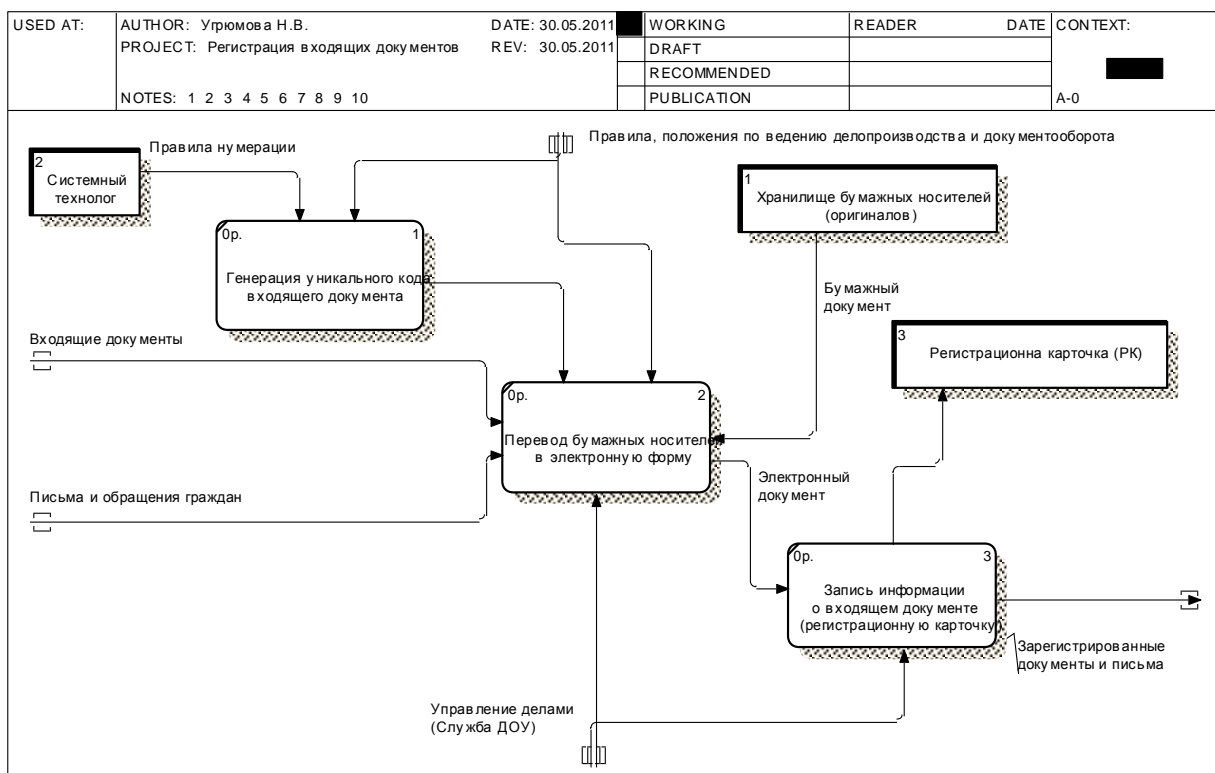 USED AT:
AUTHOR: Угрюмова Н.В.
DATE: 30.05.2011
WORKING
READER
DATE
CONTEXT:
PROJECT: Регистрация входящих документов
REV: 30.05.2011
DRAFT
RECOMMENDED
NOTES: 1 2 3 4 5 6 7 8 9 10
PUBLICATION
A-0
Правила, положения по ведению делопроизводства и документооборота
Правила нумерации
2
Системный
технолог
1
Хранилище бумажных носителей
(оригиналов)
0р.
1
Генерация уникального кода
входящего документа
Бумажный
документ
Входящие документы
3
Регистрационна карточка (РК)
0р.
2
Перевод бумажных носителей
в электронную форму
Электронный
документ
Письма и обращения граждан
0р.
3
Запись информации
о входящем документе
(регистрационную карточку)
Зарегистрированные
документы и письма
Управление делами
(Служба ДОУ)